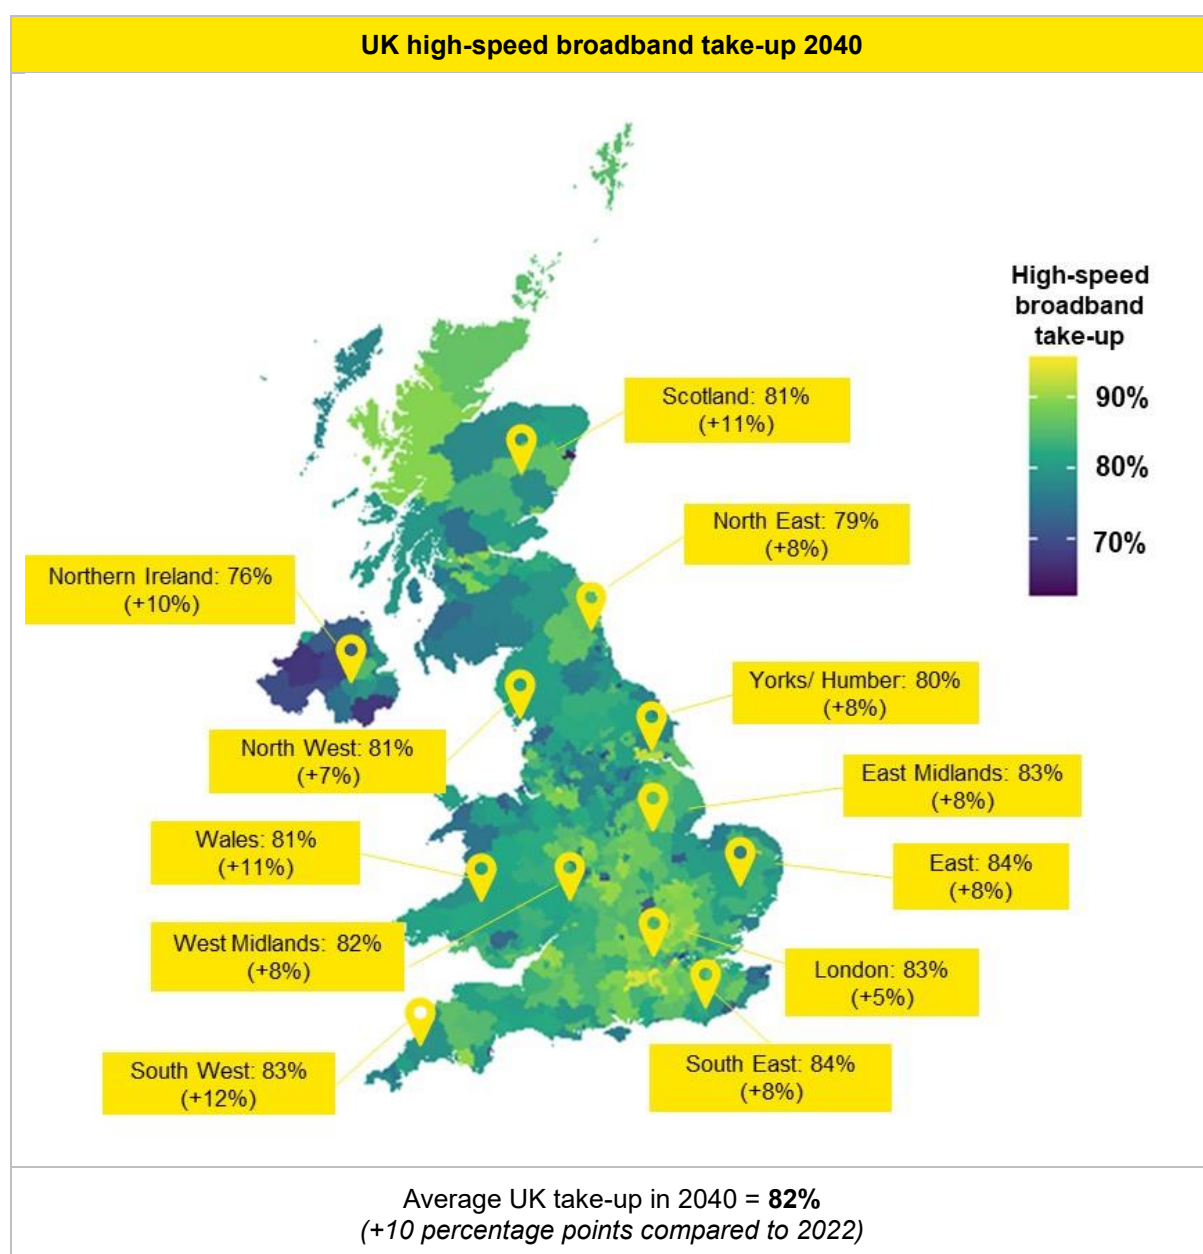 UK high-speed broadband take-up 2040
High-speed
broadband
take-up
90%
80%
70%
Scotland: 81%
(+11%)
North East: 79%
(+8%)
Northern Ireland: 76%
(+10%)
Yorks/ Humber: 80%
(+8%)
North West: 81%
(+7%)
East Midlands: 83%
(+8%)
Wales: 81%
(+11%)
East: 84%
(+8%)
West Midlands: 82%
(+8%)
London: 83%
(+5%)
South West: 83%
(+12%)
South East: 84%
(+8%)
Average UK take-up in 2040 = 82%
(+10 percentage points compared to 2022)